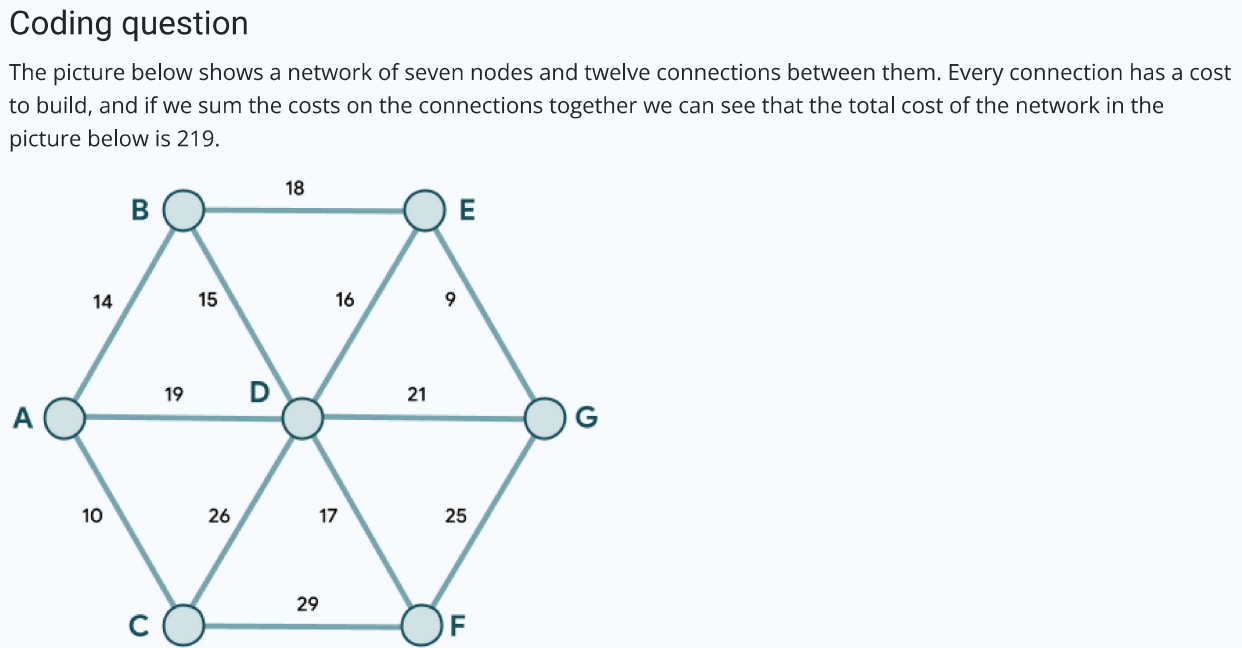 Coding question
The picture below shows a network of seven nodes and twelve connections between them. Every connection has a cost
to build, and if we sum the costs on the connections together we can see that the total cost of the network in the
picture below is 219.
18
B
E
14
15
16
9
19
D
21
A
G
10
26
17
25
29
C
F